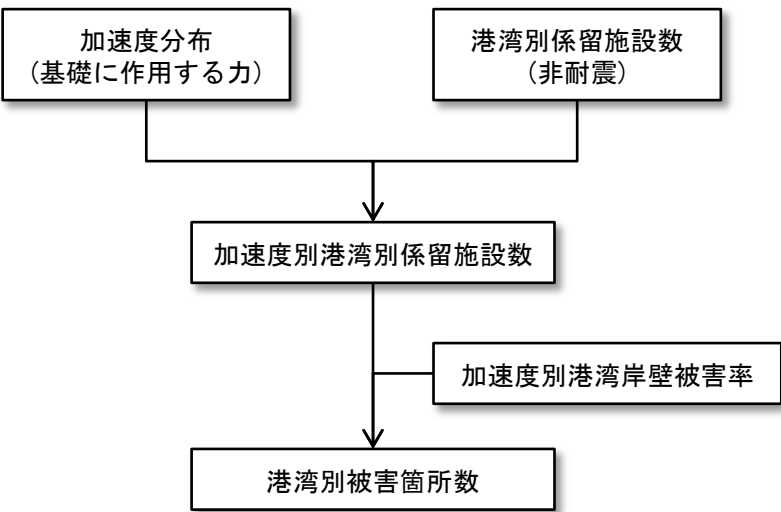 加速度分布
(基礎に作用する力)
港湾別係留施設数
(非耐震)
加速度別港湾別係留施設数
加速度別港湾岸壁被害率
港湾別被害箇所数